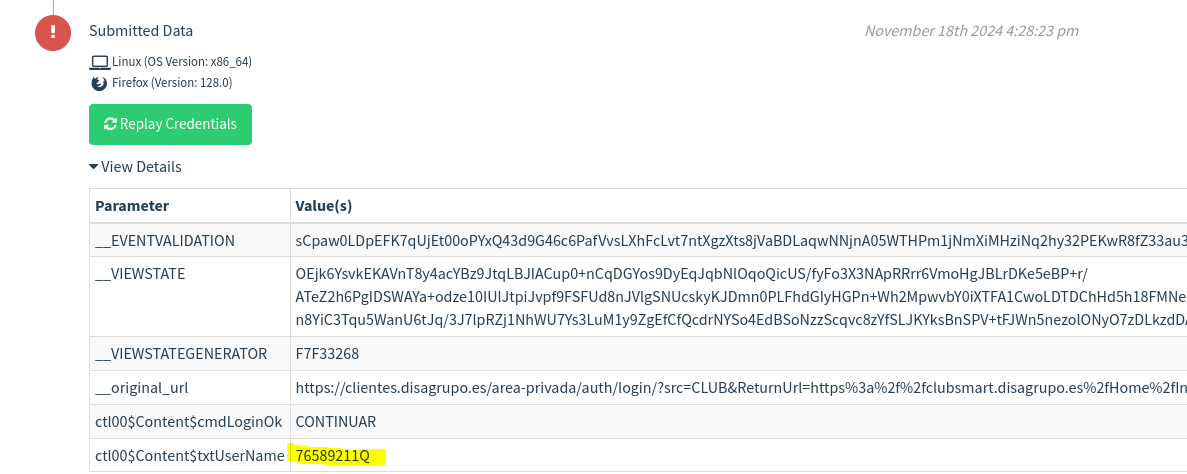 !
Submitted Data
November 18th 2024 4:28:23 pm
Linux (OS Version: x86_64)
Firefox (Version: 128.0)
Replay Credentials
View Details
Parameter Value(s)
__EVENTVALIDATION sCpaw0LDpEFK7qUjEt00oPYxQ43d9G46c6PafVvsLXhFcLvt7ntXgzXts8jVaBDLaqwNNjnA05WTHPm1jNmXiMHziNq2hy32PEKwR8fZ33au3
__VIEWSTATE OEjk6YsvkEKAVnT8y4acYBz9JtqLBJIACup0+nCqDGYos9DyEqJqbNlOqoQicUS/fyFo3X3NApRRrr6VmoHgJBLrDKe5eBP+r/
ATeZ2h6PgIDSWAYa+odze10IUlJtpiJvpf9FSFUd8nJVlgSNUcskyKJDmn0PLFhdGIyHGPn+Wh2MpwvbY0iXTFA1CwoLDTDChHd5h18FMNe
n8YiC3Tqu5WanU6tJq/3J7lpRZj1NhWU7Ys3LuM1y9ZgEfCfQcdrNYSo4EdBSoNzzScqvc8zYfSLJKYksBnSPV+tFJWn5nezolONyO7zDLkzdD
__VIEWSTATEGENERATOR F7F33268
__original_url https://clientes.disagrupo.es/area-privada/auth/login/?src=CLUB&ReturnUrl=https%3a%2f%2fclubsmart.disagrupo.es%2fHome%2fIn
ctl00$Content$cmdLoginOk CONTINUAR
ctl00$Content$txtUserName 76589211Q